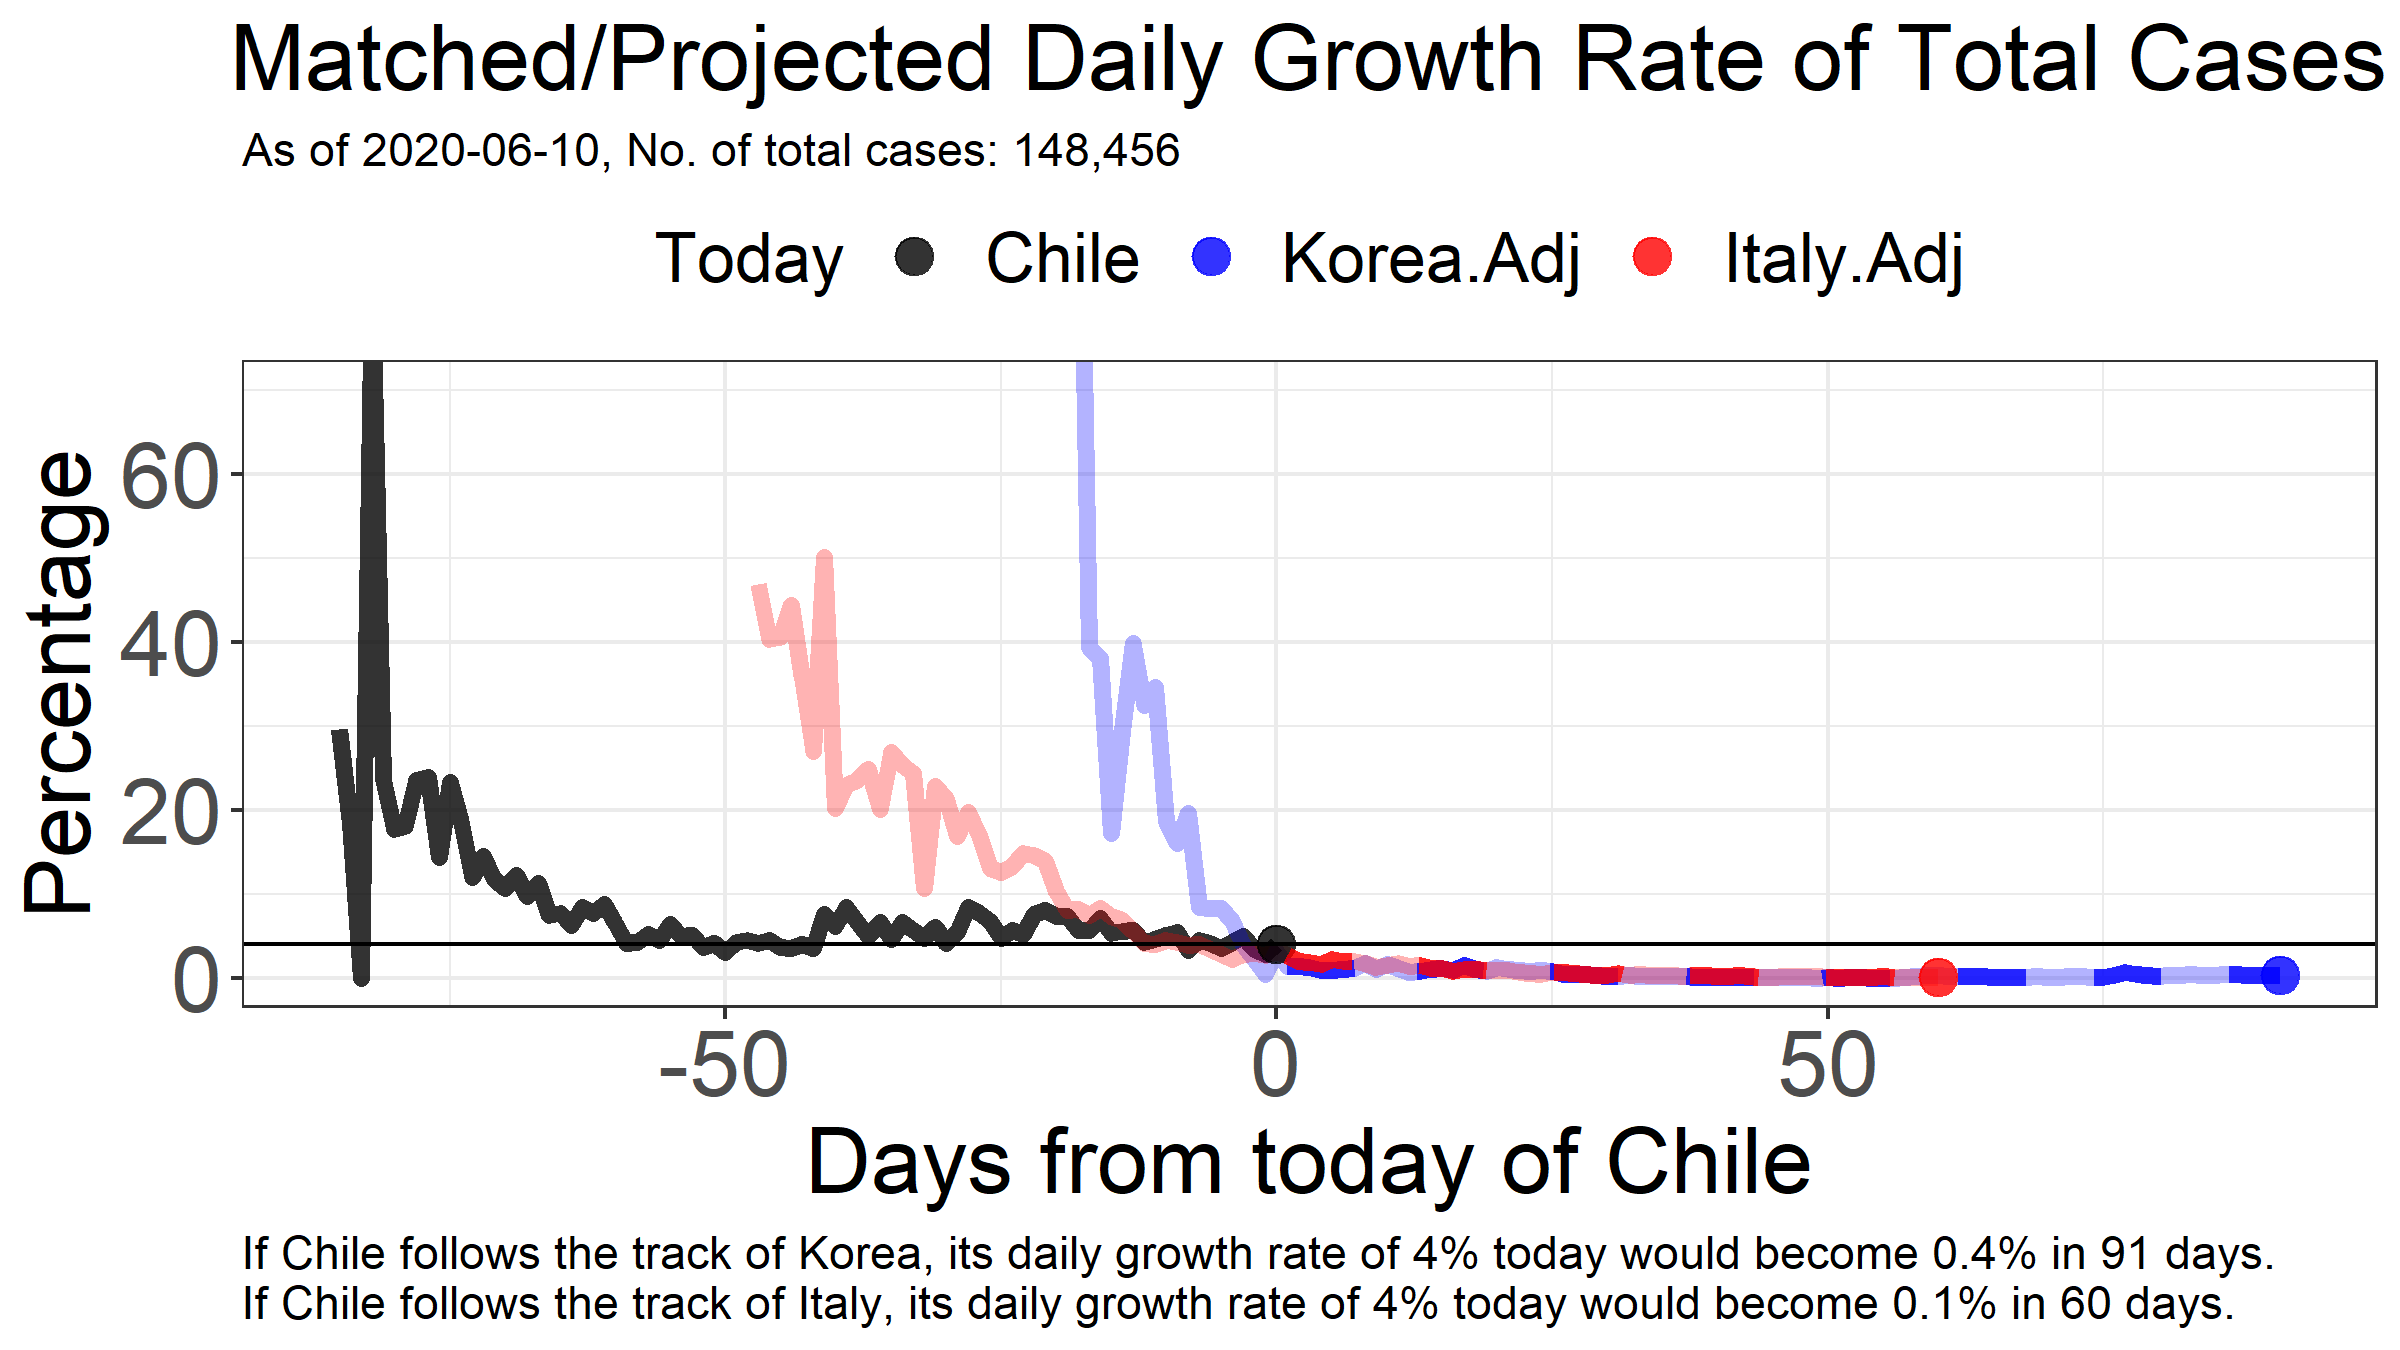 Matched/Projected Daily Growth Rate of Total Cases
As of 2020-06-10, No. of total cases: 148,456
Today Chile Korea.Adj Italy.Adj
Percentage
60
40
20
0
-50 0 50
Days from today of Chile
If Chile follows the track of Korea, its daily growth rate of 4% today would become 0.4% in 91 days.
If Chile follows the track of Italy, its daily growth rate of 4% today would become 0.1% in 60 days.